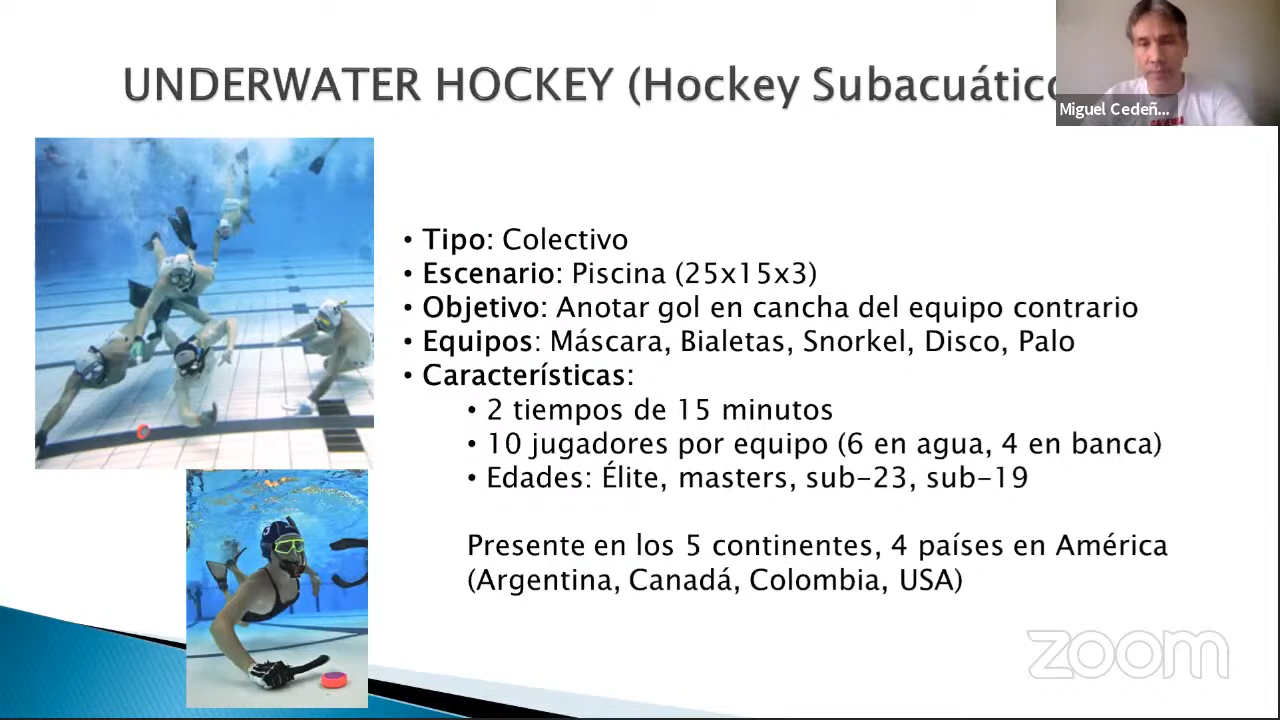 UNDERWATER HOCKEY (Hockey Subacuático
Miguel Cedeñ...
• Tipo: Colectivo
• Escenario: Piscina (25x15x3)
• Objetivo: Anotar gol en cancha del equipo contrario
• Equipos: Máscara, Bialetas, Snorkel, Disco, Palo
• Características:
• 2 tiempos de 15 minutos
• 10 jugadores por equipo (6 en agua, 4 en banca)
• Edades: Élite, masters, sub-23, sub-19
Presente en los 5 continentes, 4 países en América
(Argentina, Canadá, Colombia, USA)
zoom